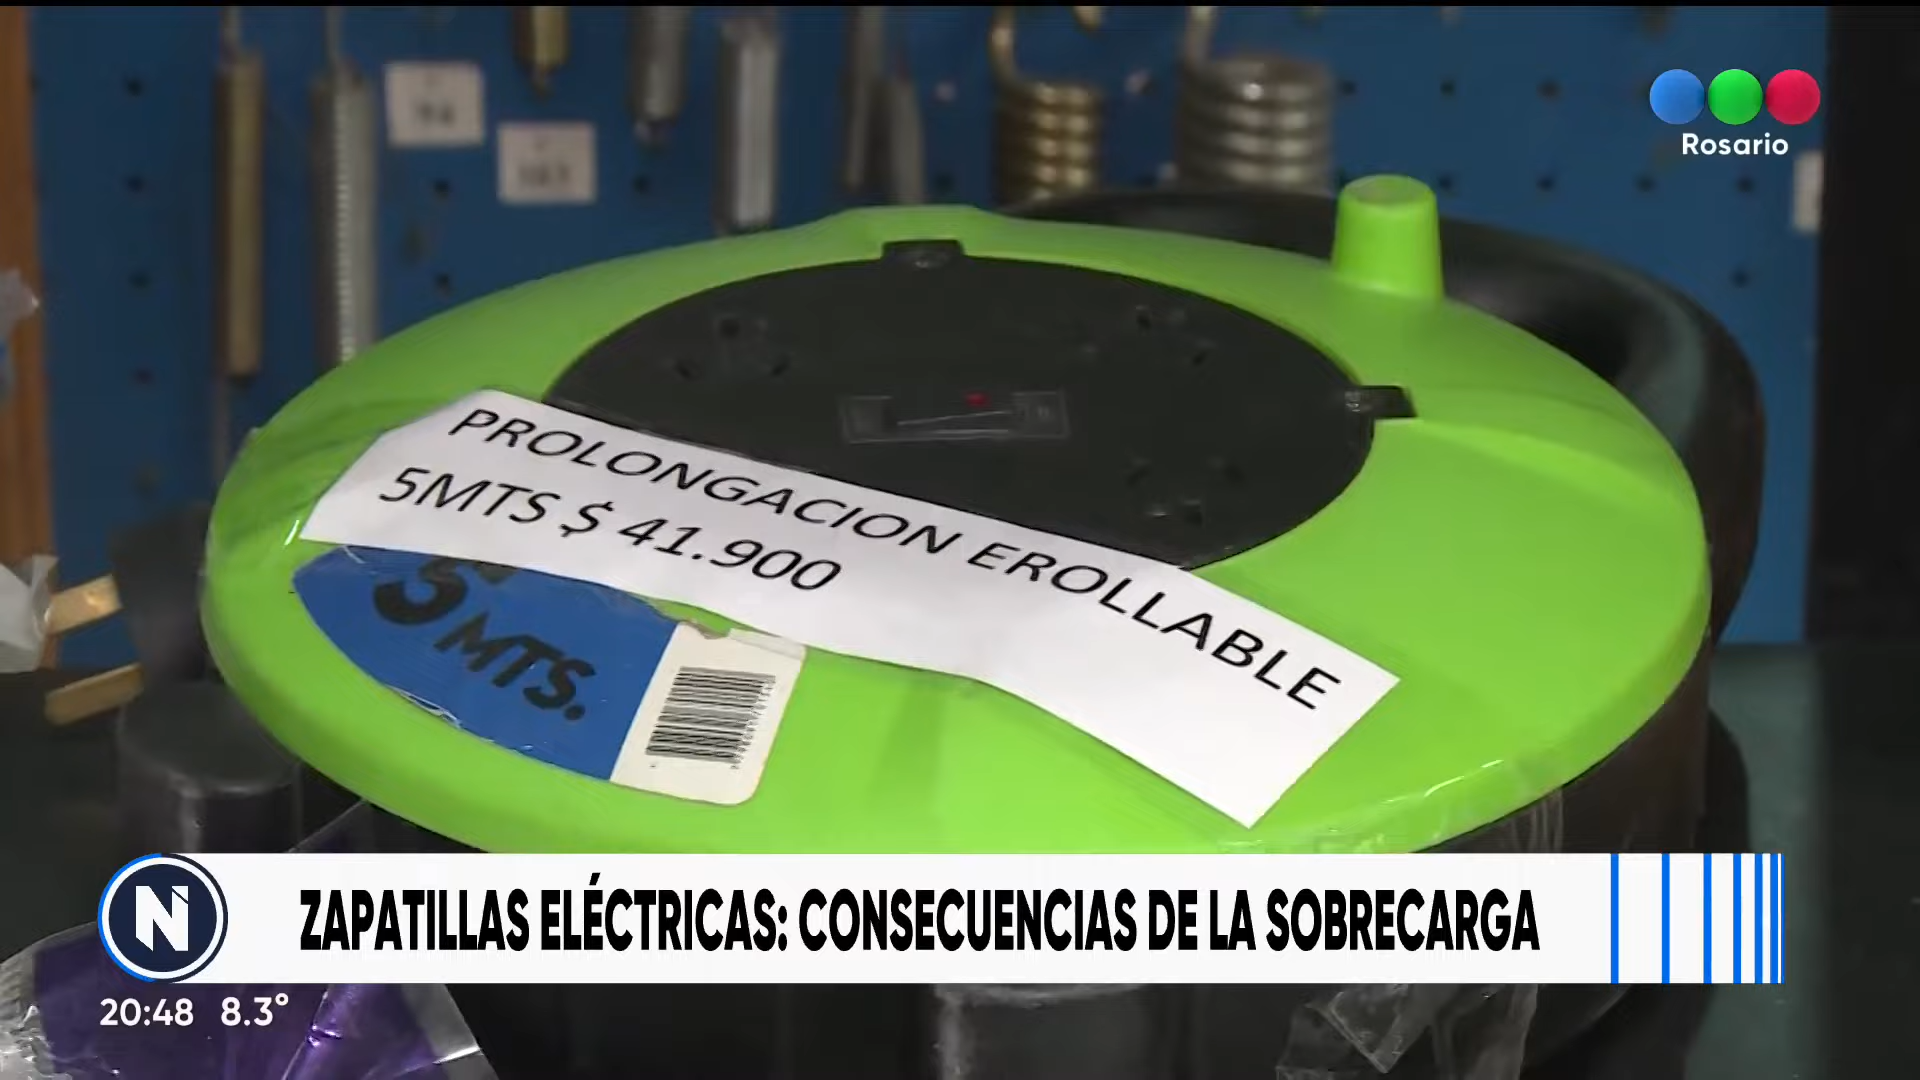 Rosario
PROLONGACION EROLLABLE
5MTS $ 41.900
5 MTS.
N
ZAPATILLAS ELÉCTRICAS: CONSECUENCIAS DE LA SOBRECARGA
20:48 8.3°